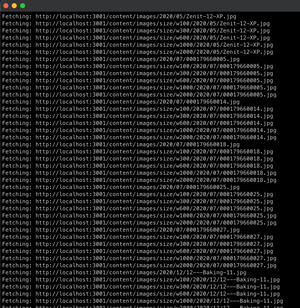 Fetching: http://localhost:3001/content/images/2020/05/Zenit-12-XP.jpg
Fetching: http://localhost:3001/content/images/size/w100/2020/05/Zenit-12-XP.jpg
Fetching: http://localhost:3001/content/images/size/w300/2020/05/Zenit-12-XP.jpg
Fetching: http://localhost:3001/content/images/size/w600/2020/05/Zenit-12-XP.jpg
Fetching: http://localhost:3001/content/images/size/w1000/2020/05/Zenit-12-XP.jpg
Fetching: http://localhost:3001/content/images/size/w2000/2020/05/Zenit-12-XP.jpg
Fetching: http://localhost:3001/content/images/2020/07/000179660005.jpg
Fetching: http://localhost:3001/content/images/size/w100/2020/07/000179660005.jpg
Fetching: http://localhost:3001/content/images/size/w300/2020/07/000179660005.jpg
Fetching: http://localhost:3001/content/images/size/w600/2020/07/000179660005.jpg
Fetching: http://localhost:3001/content/images/size/w1000/2020/07/000179660005.jpg
Fetching: http://localhost:3001/content/images/size/w2000/2020/07/000179660005.jpg
Fetching: http://localhost:3001/content/images/2020/07/000179660014.jpg
Fetching: http://localhost:3001/content/images/size/w100/2020/07/000179660014.jpg
Fetching: http://localhost:3001/content/images/size/w300/2020/07/000179660014.jpg
Fetching: http://localhost:3001/content/images/size/w600/2020/07/000179660014.jpg
Fetching: http://localhost:3001/content/images/size/w1000/2020/07/000179660014.jpg
Fetching: http://localhost:3001/content/images/size/w2000/2020/07/000179660014.jpg
Fetching: http://localhost:3001/content/images/2020/07/000179660018.jpg
Fetching: http://localhost:3001/content/images/size/w100/2020/07/000179660018.jpg
Fetching: http://localhost:3001/content/images/size/w300/2020/07/000179660018.jpg
Fetching: http://localhost:3001/content/images/size/w600/2020/07/000179660018.jpg
Fetching: http://localhost:3001/content/images/size/w1000/2020/07/000179660018.jpg
Fetching: http://localhost:3001/content/images/size/w2000/2020/07/000179660018.jpg
Fetching: http://localhost:3001/content/images/2020/07/000179660025.jpg
Fetching: http://localhost:3001/content/images/size/w100/2020/07/000179660025.jpg
Fetching: http://localhost:3001/content/images/size/w300/2020/07/000179660025.jpg
Fetching: http://localhost:3001/content/images/size/w600/2020/07/000179660025.jpg
Fetching: http://localhost:3001/content/images/size/w1000/2020/07/000179660025.jpg
Fetching: http://localhost:3001/content/images/size/w2000/2020/07/000179660025.jpg
Fetching: http://localhost:3001/content/images/2020/07/000179660027.jpg
Fetching: http://localhost:3001/content/images/size/w100/2020/07/000179660027.jpg
Fetching: http://localhost:3001/content/images/size/w300/2020/07/000179660027.jpg
Fetching: http://localhost:3001/content/images/size/w600/2020/07/000179660027.jpg
Fetching: http://localhost:3001/content/images/size/w1000/2020/07/000179660027.jpg
Fetching: http://localhost:3001/content/images/size/w2000/2020/07/000179660027.jpg
Fetching: http://localhost:3001/content/images/2020/12/12---Baking-11.jpg
Fetching: http://localhost:3001/content/images/size/w100/2020/12/12---Baking-11.jpg
Fetching: http://localhost:3001/content/images/size/w300/2020/12/12---Baking-11.jpg
Fetching: http://localhost:3001/content/images/size/w600/2020/12/12---Baking-11.jpg
Fetching: http://localhost:3001/content/images/size/w1000/2020/12/12---Baking-11.jpg